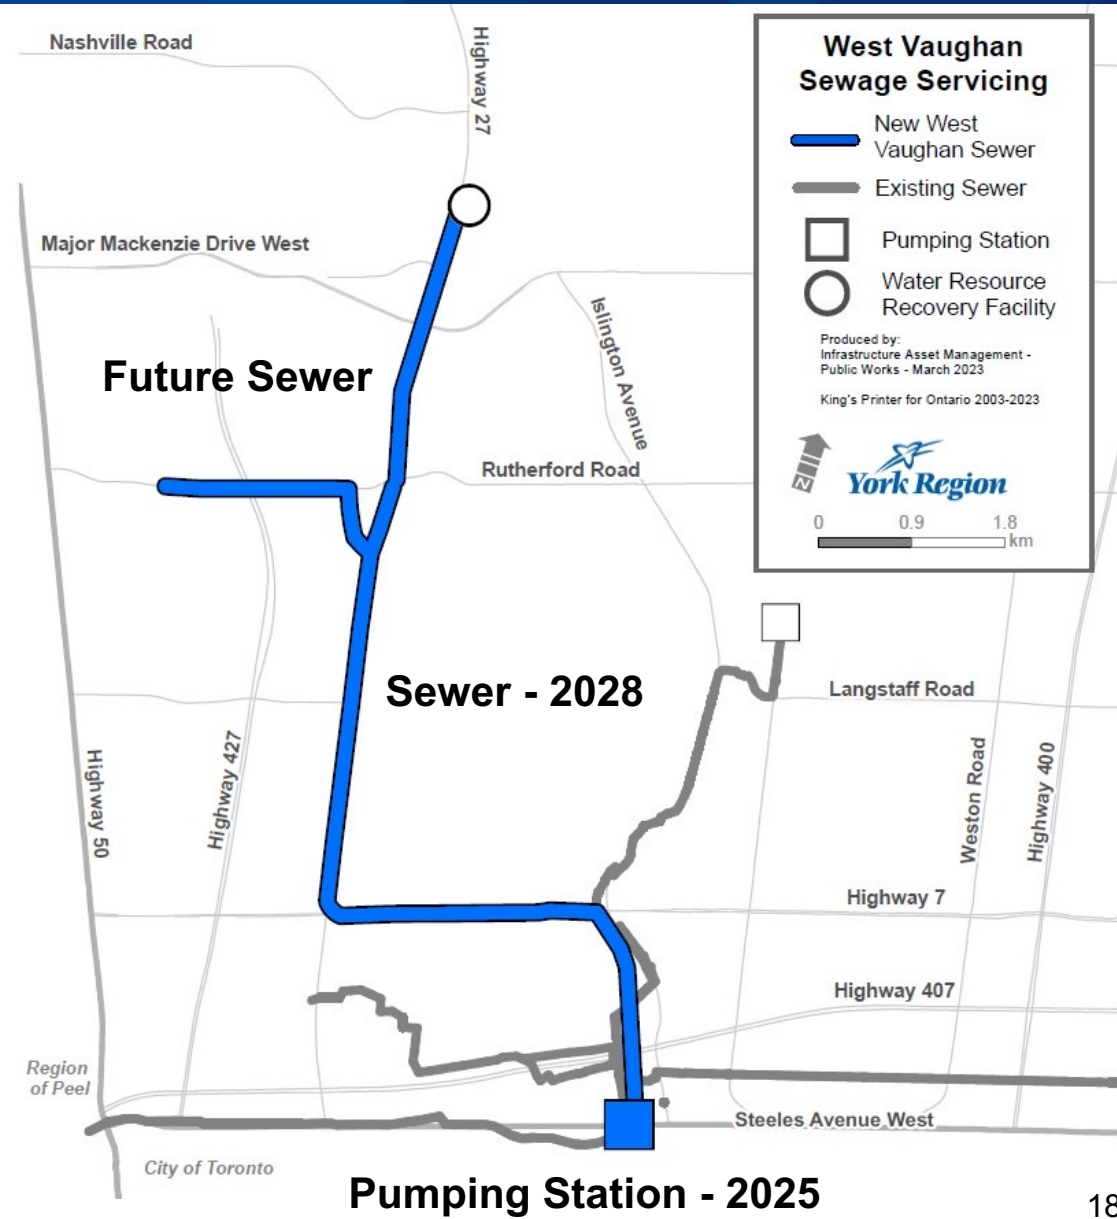 Nashville Road
Highway 27
West Vaughan
Sewage Servicing
New West
Vaughan Sewer
Existing Sewer
Pumping Station
Water Resource
Recovery Facility
Produced by:
Infrastructure Asset Management -
Public Works - March 2023
King's Printer for Ontario 2003-2023
N
York Region
0 0.9 1.8
km
Major Mackenzie Drive West
Islington Avenue
Future Sewer
Rutherford Road
Sewer - 2028
Langstaff Road
Highway 50
Highway 427
Weston Road
Highway 400
Highway 7
Highway 407
Region
of Peel
Steeles Avenue West
City of Toronto
Pumping Station - 2025
18